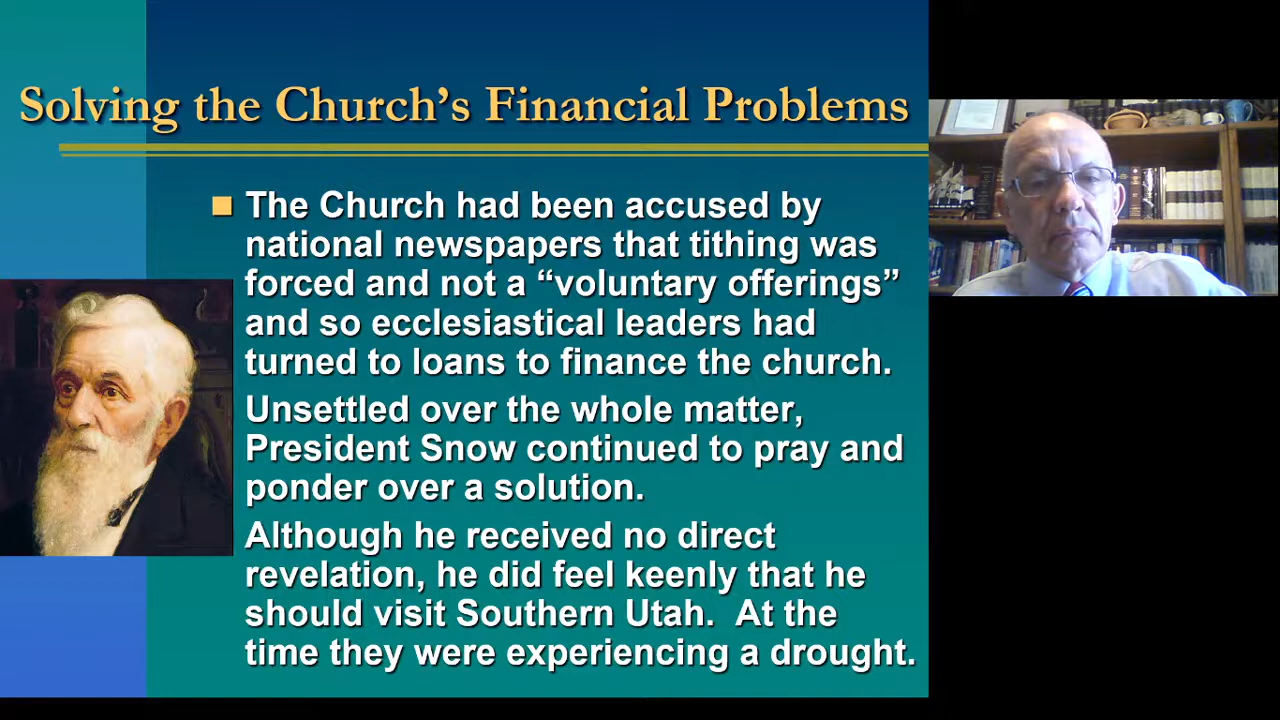 Solving the Church's Financial Problems
The Church had been accused by
national newspapers that tithing was
forced and not a “voluntary offerings”
and so ecclesiastical leaders had
turned to loans to finance the church.
Unsettled over the whole matter,
President Snow continued to pray and
ponder over a solution.
Although he received no direct
revelation, he did feel keenly that he
should visit Southern Utah.  At the
time they were experiencing a drought.